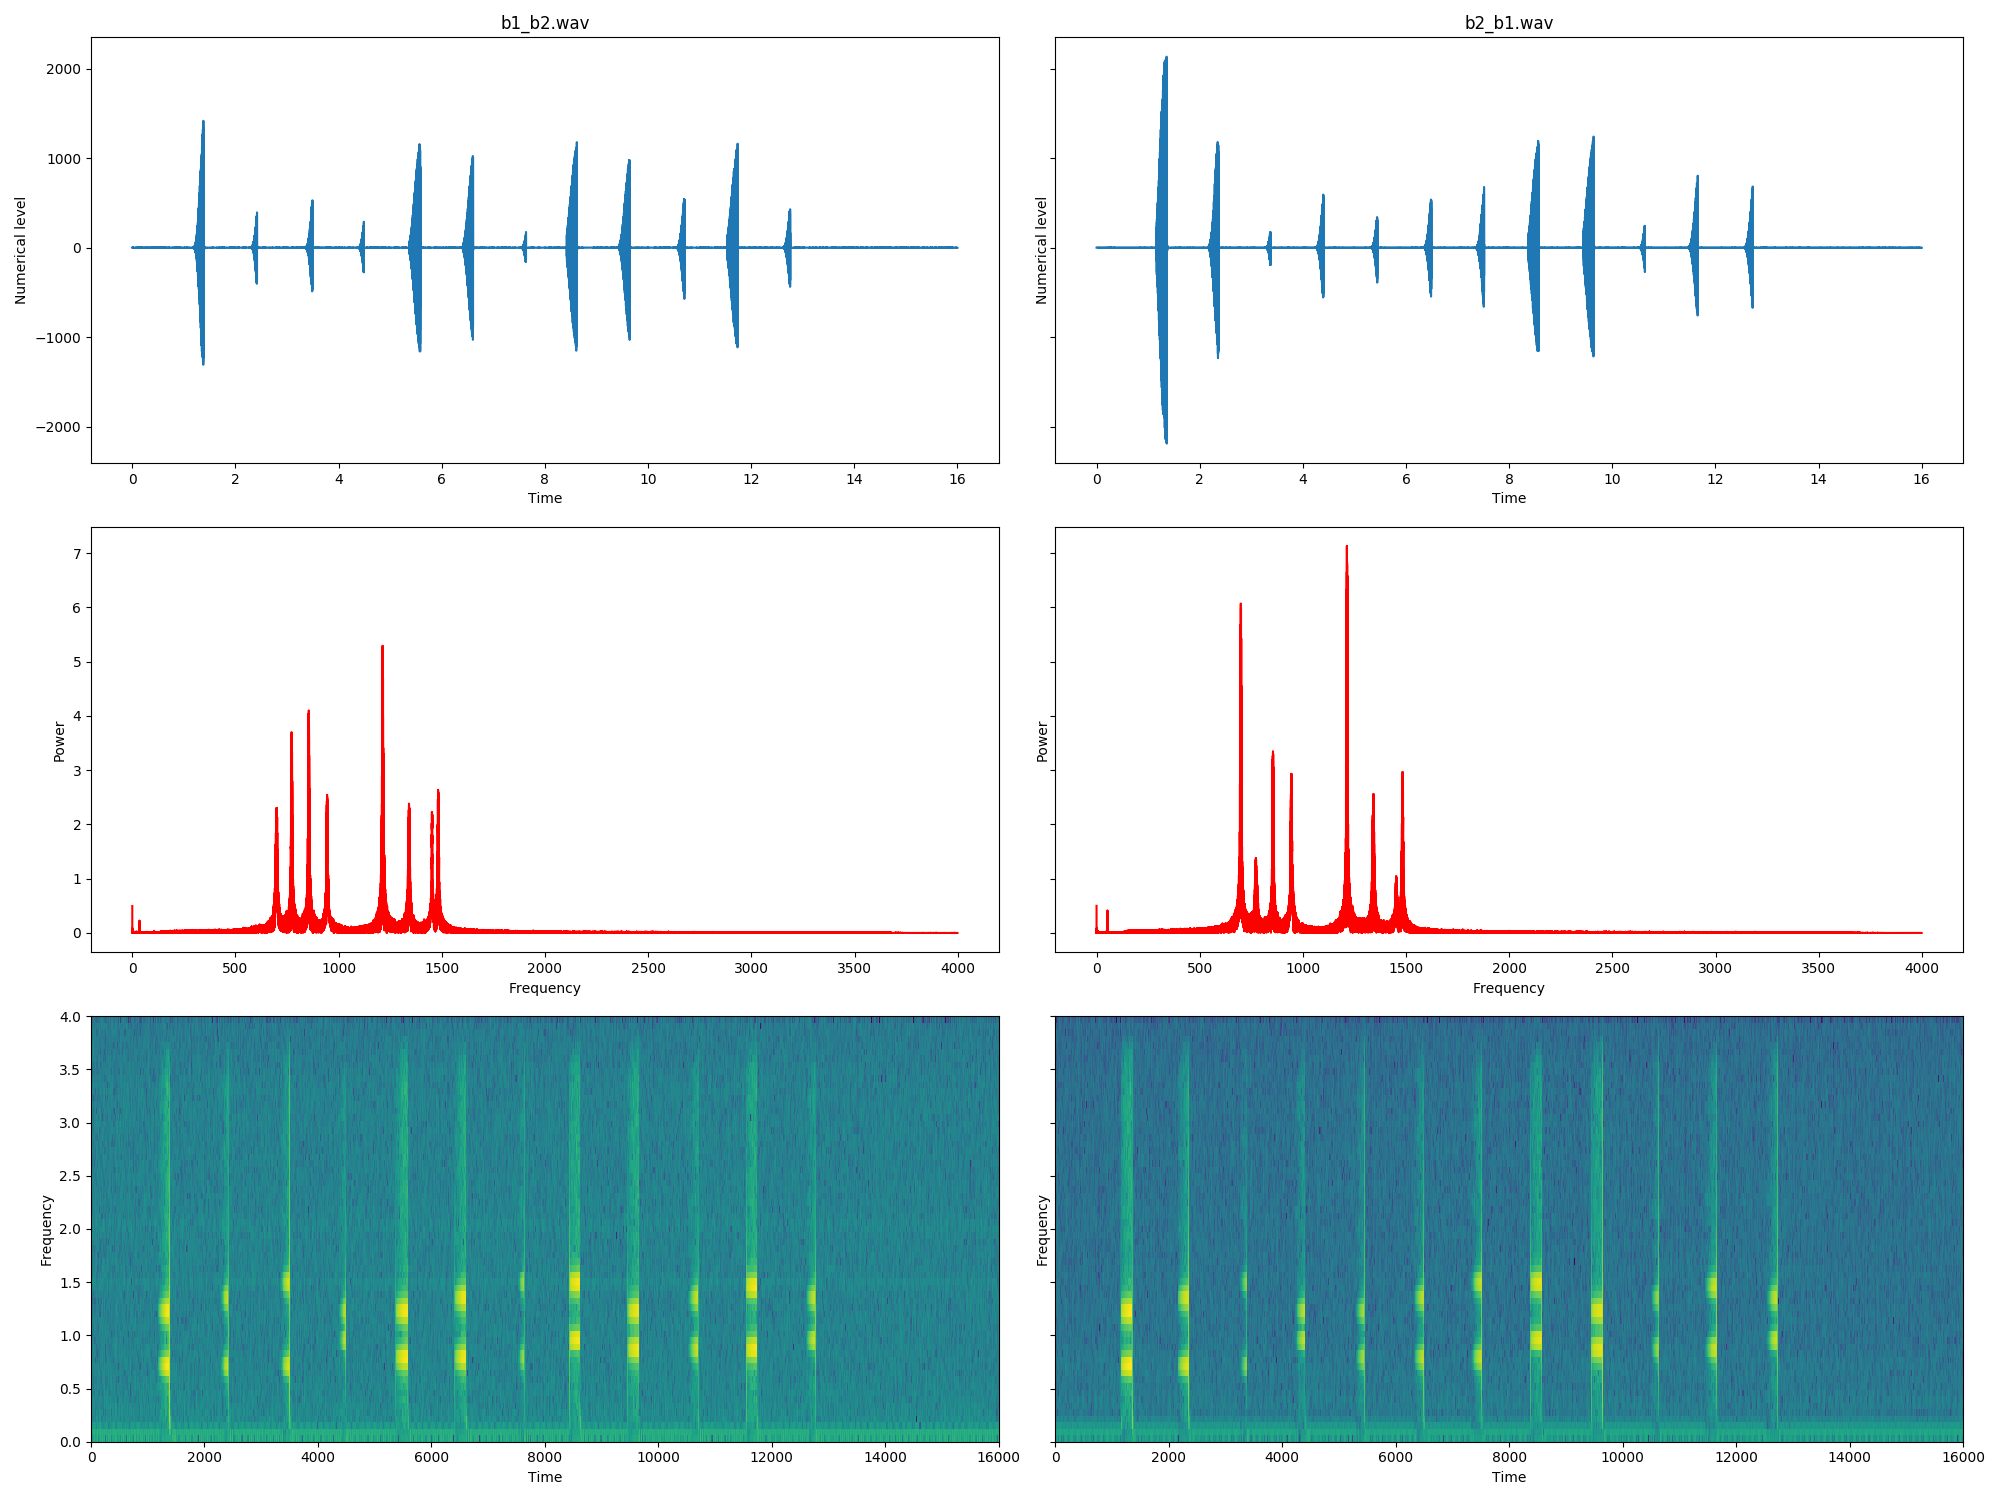 b1_b2.wav
b2_b1.wav
2000
1000
0
−1000
−2000
Numerical level
Numerical level
0 2 4 6 8 10 12 14 16
0 2 4 6 8 10 12 14 16
Time
Time
7
6
5
4
3
2
1
0
Power
Power
0 500 1000 1500 2000 2500 3000 3500 4000
0 500 1000 1500 2000 2500 3000 3500 4000
Frequency
Frequency
4.0
3.5
3.0
2.5
2.0
1.5
1.0
0.5
0.0
Frequency
Frequency
0 2000 4000 6000 8000 10000 12000 14000 16000
0 2000 4000 6000 8000 10000 12000 14000 16000
Time
Time